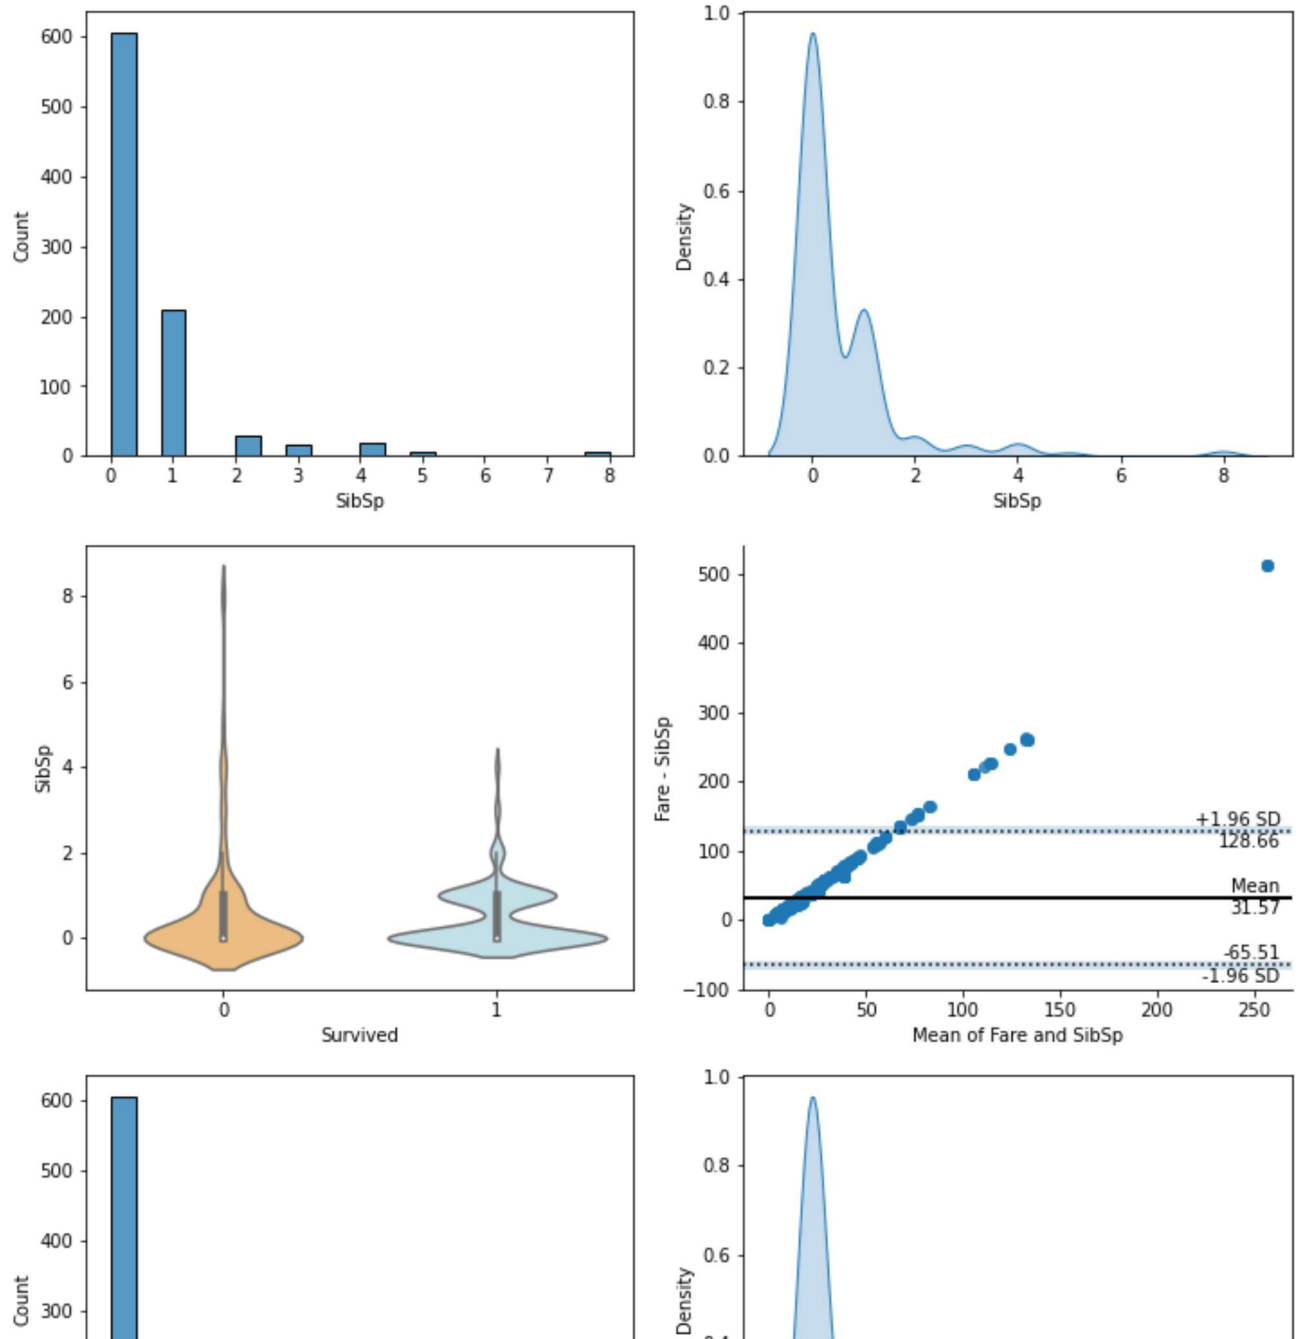 600
500
400
300
200
100
0
Count
0 1 2 3 4 5 6 7 8
SibSp
1.0
0.8
0.6
0.4
0.2
0.0
Density
0 2 4 6 8
SibSp
8
6
4
2
0
SibSp
0 1
Survived
500
400
300
200
100
0
−100
Fare - SibSp
+1.96 SD
128.66
Mean
31.57
-65.51
-1.96 SD
0 50 100 150 200 250
Mean of Fare and SibSp
600
500
400
300
Count
1.0
0.8
0.6
Density